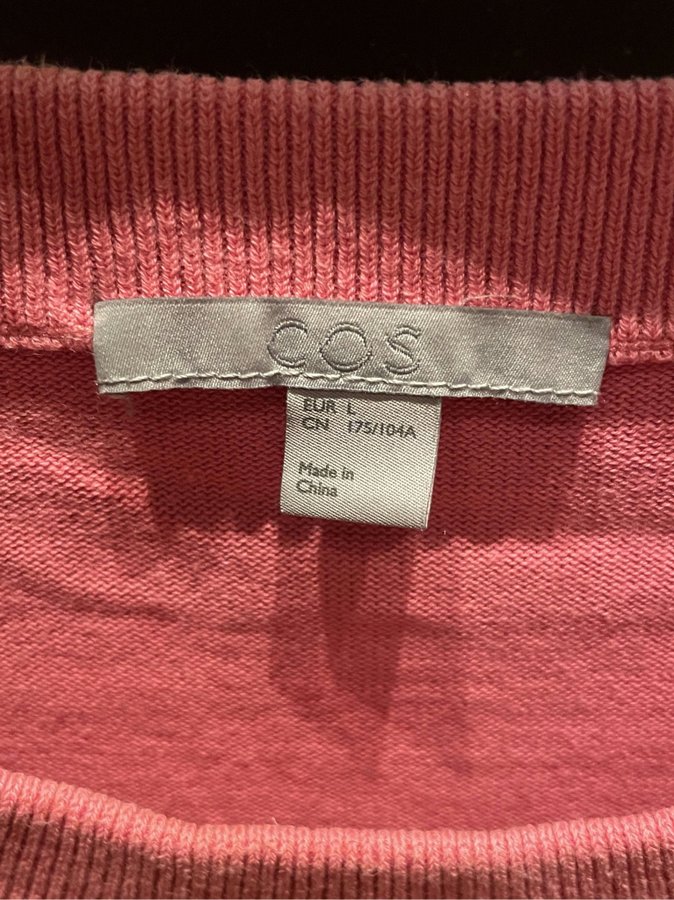 COS
EUR L
CN 175/104A
Made in
China